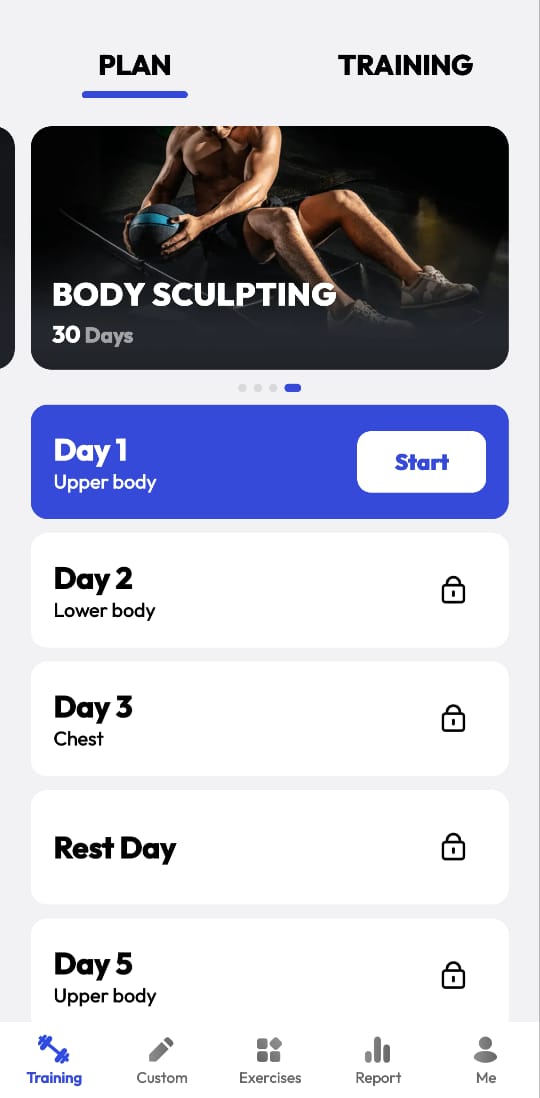 PLAN
TRAINING
BODY SCULPTING
30 Days
Day 1
Upper body
Start
Day 2
Lower body
Day 3
Chest
Rest Day
Day 5
Upper body
Training
Custom
Exercises
Report
Me